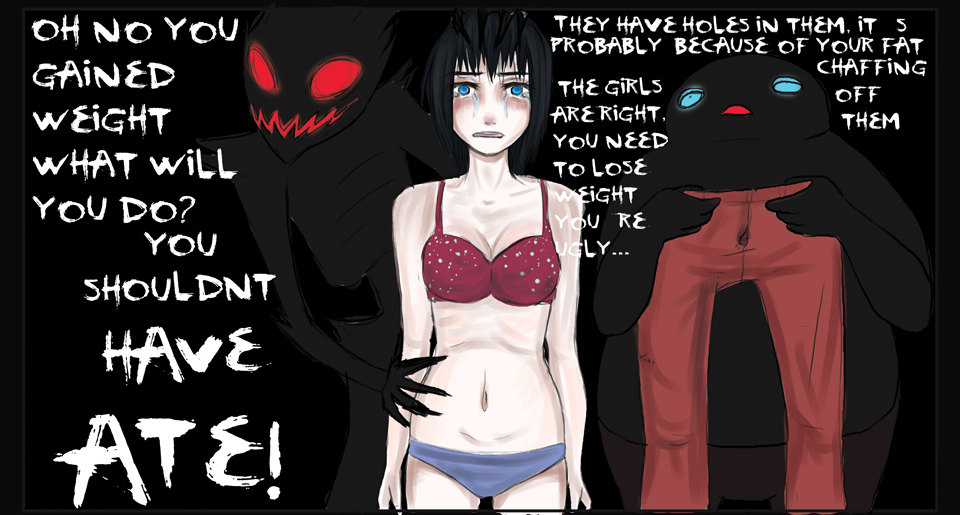 OH NO YOU
GAINED
WEIGHT
WHAT WILL
YOU DO?
YOU
SHOULDNT
HAVE
ATE!
THEY HAVE HOLES IN THEM. IT S
PROBABLY BECAUSE OF YOUR FAT
CHAFFING
OFF
THEM
THE GIRLS
ARE RIGHT.
YOU NEED
TO LOSE
WEIGHT
YOU RE
UGLY...